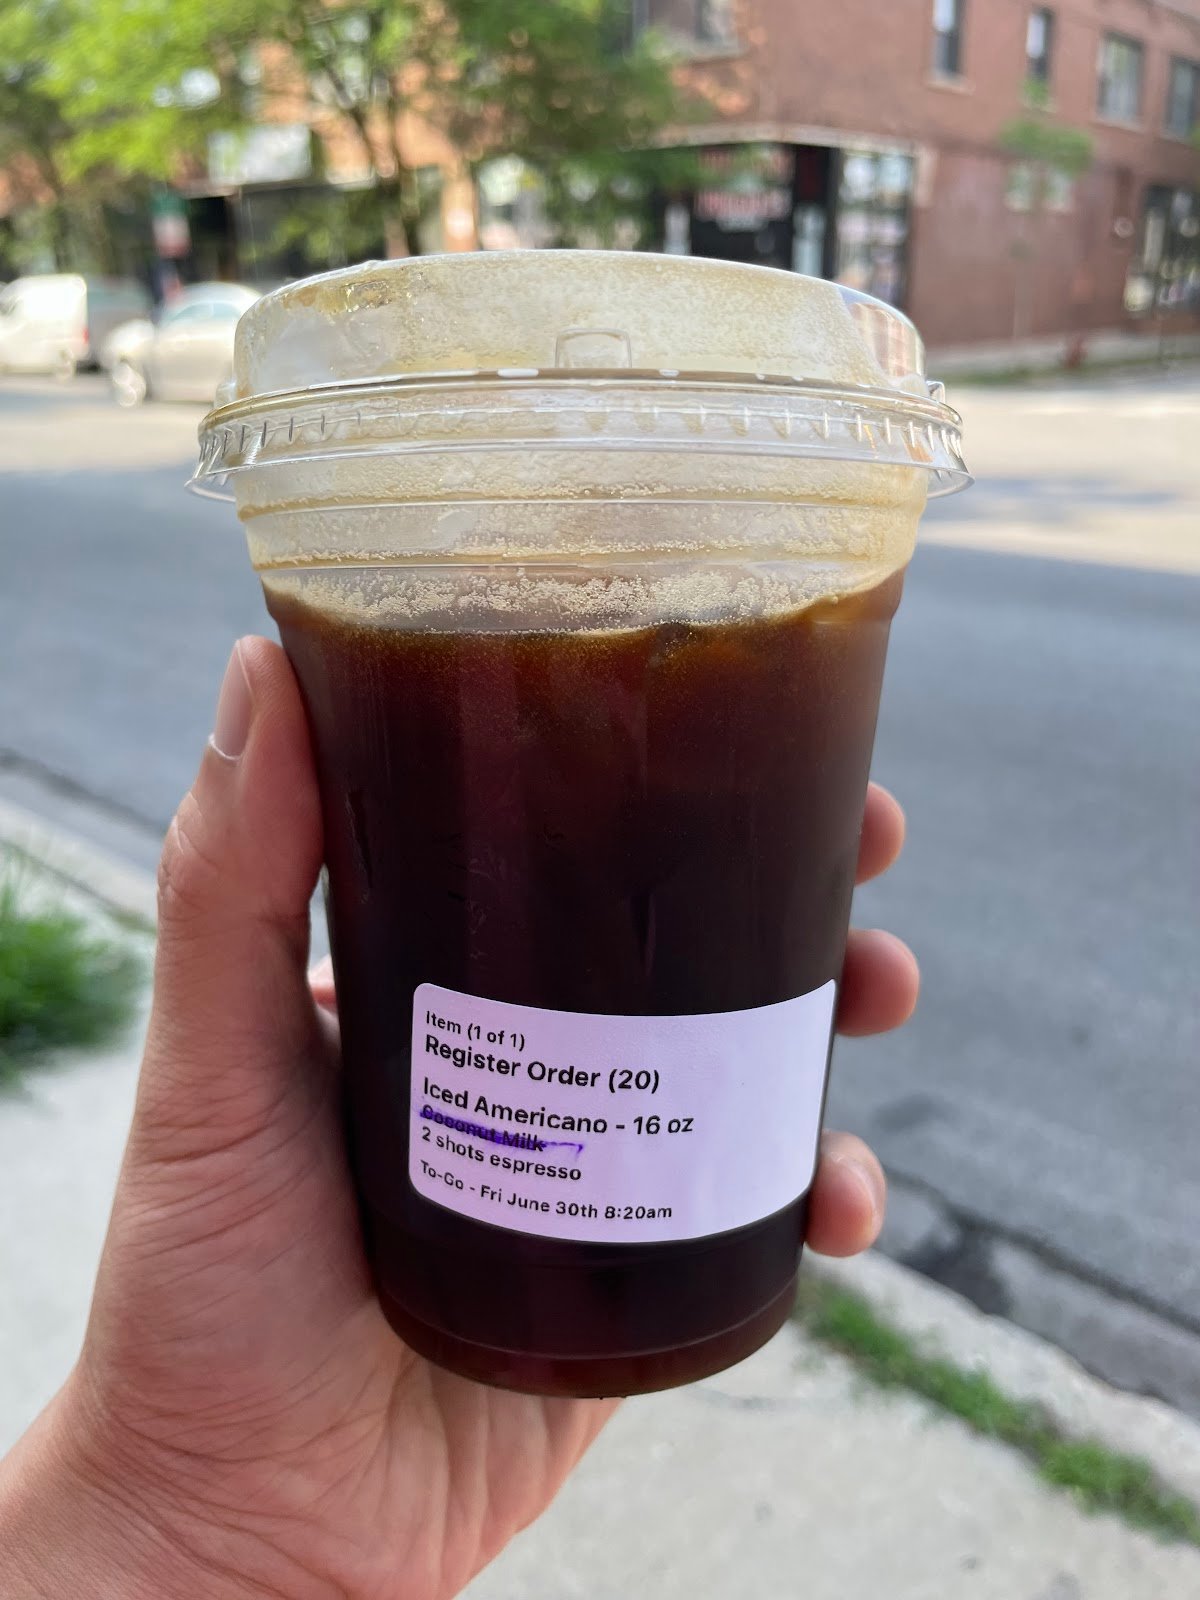 Item (1 of 1)
Register Order (20)
Iced Americano - 16 oz
Coconut Milk
2 shots espresso
To-Go - Fri June 30th 8:20am